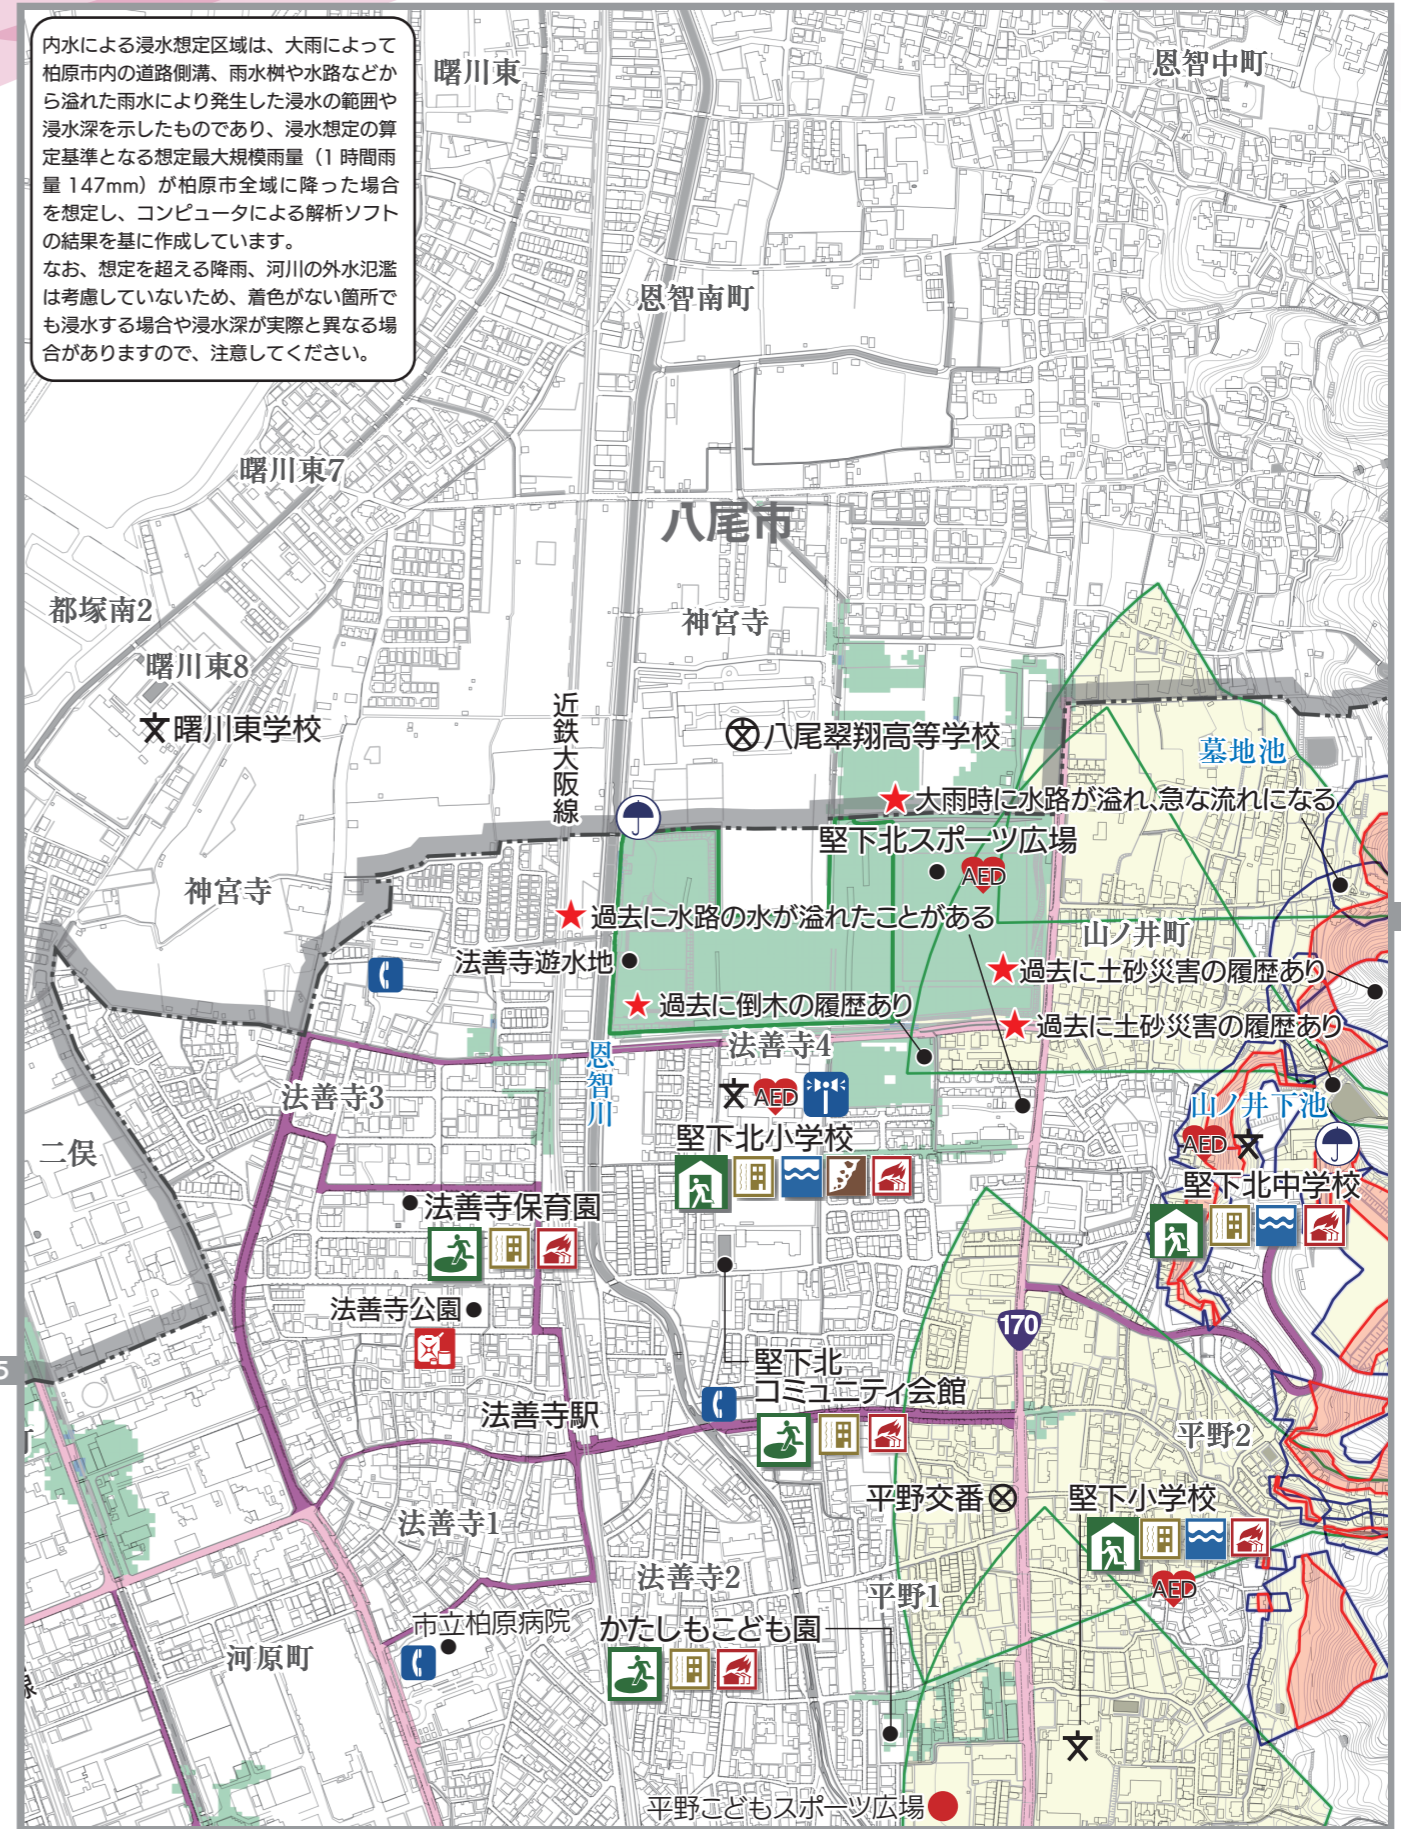 内水による浸水想定区域は、大雨によって
柏原市内の道路側溝、雨水桝や水路などか
ら溢れた雨水により発生した浸水の範囲や
浸水深を示したものであり、浸水想定の算
定基準となる想定最大規模雨量（1 時間雨
量 147mm）が柏原市全域に降った場合
を想定し、コンピュータによる解析ソフト
の結果を基に作成しています。
なお、想定を超える降雨、河川の外水氾濫
は考慮していないため、着色がない箇所で
も浸水する場合や浸水深が実際と異なる場
合がありますので、注意してください。
曙川東
恩智中町
恩智南町
曙川東7
八尾市
都塚南2
神宮寺
曙川東8
曙川東学校
近鉄大阪線
八尾翠翔高等学校
墓地池
★大雨時に水路が溢れ、急な流れになる
堅下北スポーツ広場
AED
神宮寺
★過去に水路の水が溢れたことがある
山ノ井町
法善寺遊水地
★過去に土砂災害の履歴あり
★過去に倒木の履歴あり
★過去に土砂災害の履歴あり
法善寺4
恩智川
法善寺3
AED
山ノ井下池
二俣
堅下北小学校
AED
堅下北中学校
法善寺保育園
法善寺公園
170
堅下北
コミュニティ会館
5
法善寺駅
平野2
平野交番
堅下小学校
法善寺1
法善寺2
平野1
AED
市立柏原病院
かたしもこども園
河原町
平野こどもスポーツ広場